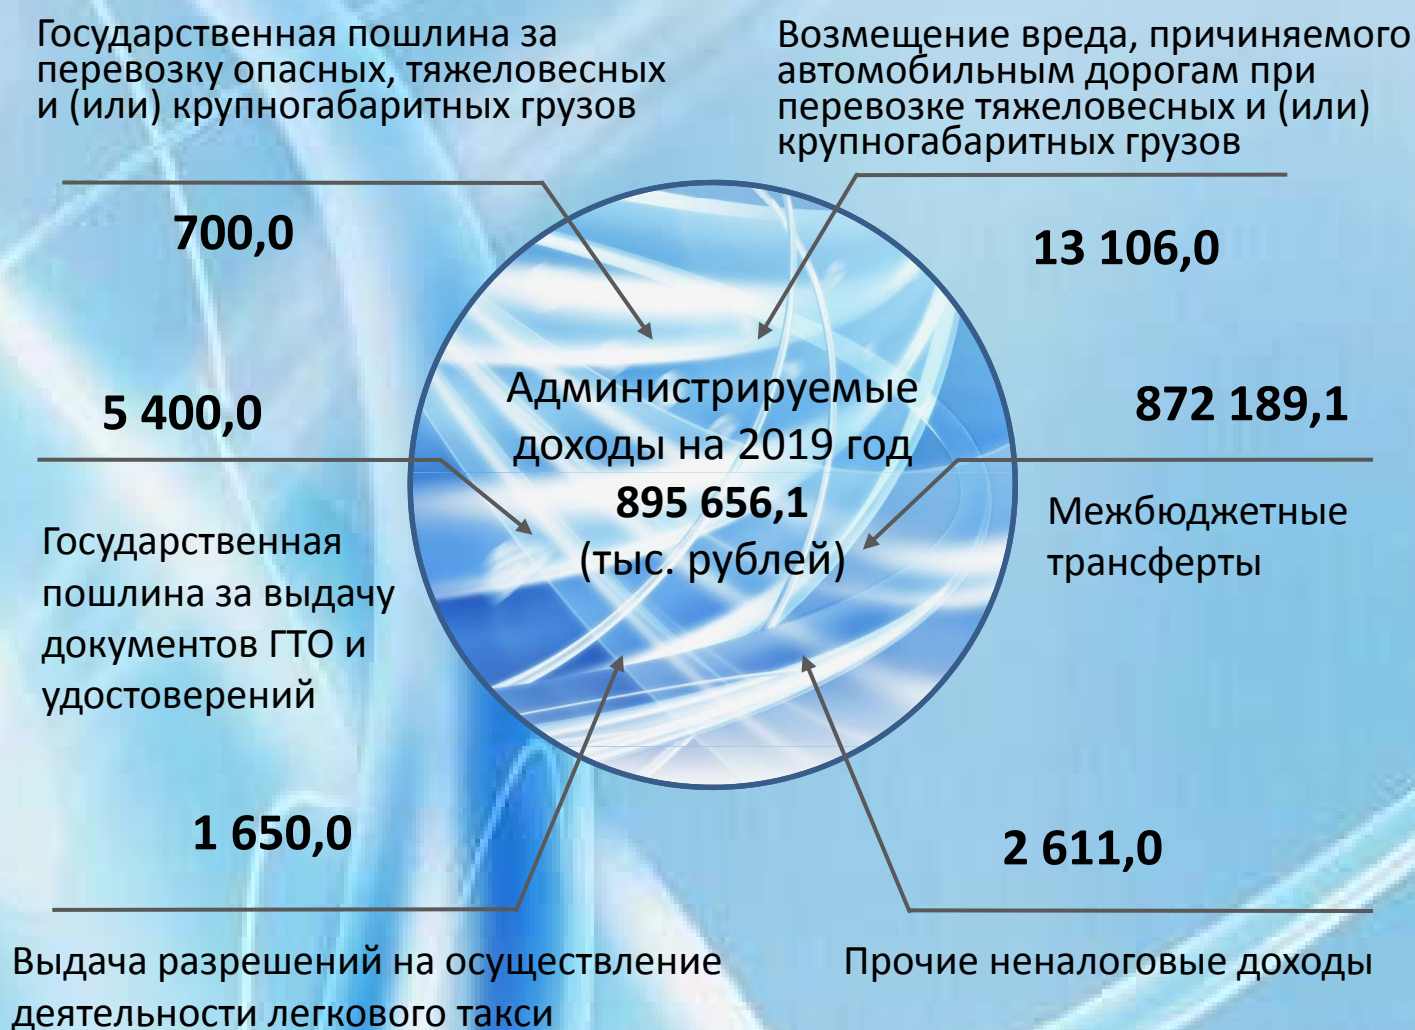 Государственная пошлина за
перевозку опасных, тяжеловесных
и (или) крупногабаритных грузов
700,0
Возмещение вреда, причиняемого
автомобильным дорогам при
перевозке тяжеловесных и (или)
крупногабаритных грузов
13 106,0
5 400,0
Государственная
пошлина за выдачу
документов ГТО и
удостоверений
Администрируемые
доходы на 2019 год
895 656,1
(тыс. рублей)
872 189,1
Межбюджетные
трансферты
1 650,0
Выдача разрешений на осуществление
деятельности легкового такси
2 611,0
Прочие неналоговые доходы